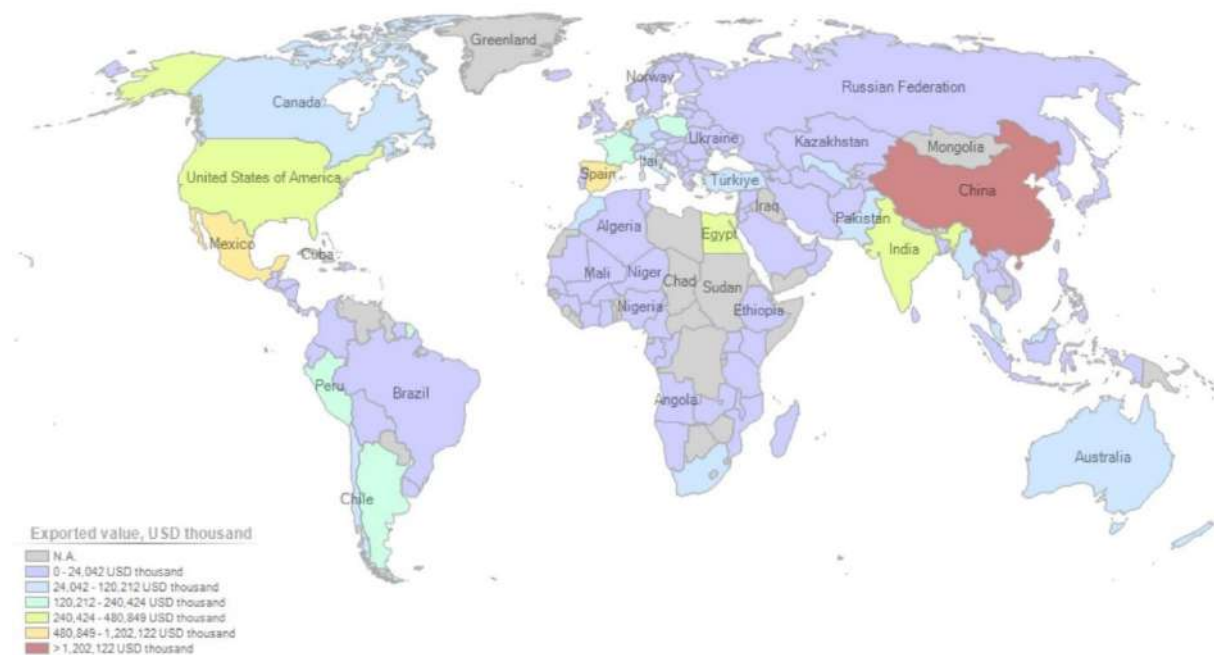 Greenland
Norway
Russian Federation
Canada
Ukraine
Kazakhstan
Mongolia
Italy
Spain
Türkiye
China
United States of America
Iraq
Pakistan
Algeria
Egypt
India
Mexico
Cuba
Mali
Niger
Chad
Sudan
Nigeria
Ethiopia
Peru
Brazil
Angola
Australia
Chile
Exported value, USD thousand
N.A.
0 - 24,042 USD thousand
24,042 - 120,212 USD thousand
120,212 - 240,424 USD thousand
240,424 - 480,849 USD thousand
480,849 - 1,202,122 USD thousand
> 1,202,122 USD thousand